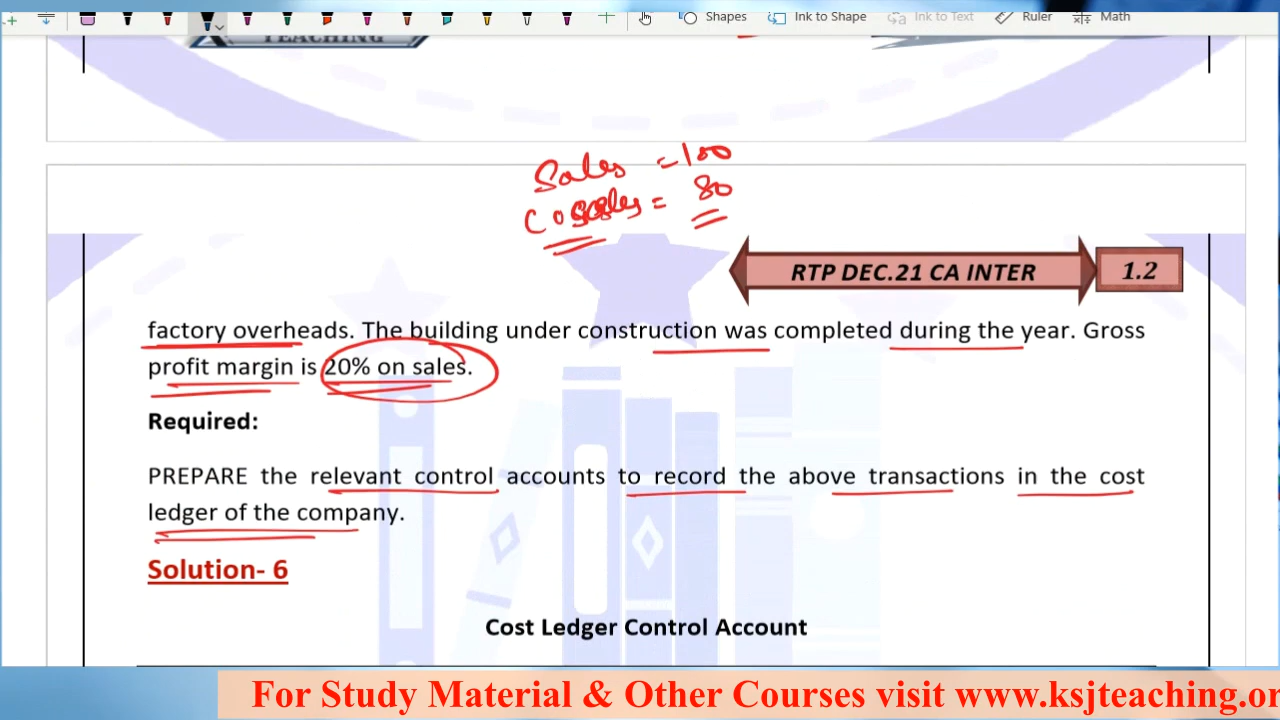 Shapes Ink to Shape Ink to Text Ruler Math
TEACHING
Sales = 100
= 80
RTP DEC.21 CA INTER 1.2
factory overheads. The building under construction was completed during the year. Gross
profit margin is 20% on sales.
Required:
PREPARE the relevant control accounts to record the above transactions in the cost
ledger of the company.
Solution- 6
Cost Ledger Control Account
For Study Material & Other Courses visit www.ksjteaching.or